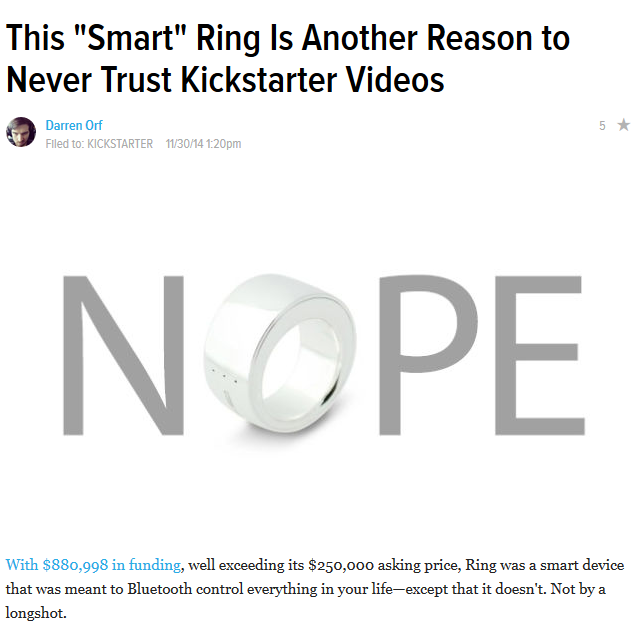 This "Smart" Ring Is Another Reason to
Never Trust Kickstarter Videos
Darren Orf
Filed to: KICKSTARTER 11/30/14 1:20pm
5
NOPE
With $880,998 in funding, well exceeding its $250,000 asking price, Ring was a smart device
that was meant to Bluetooth control everything in your life—except that it doesn't. Not by a
longshot.